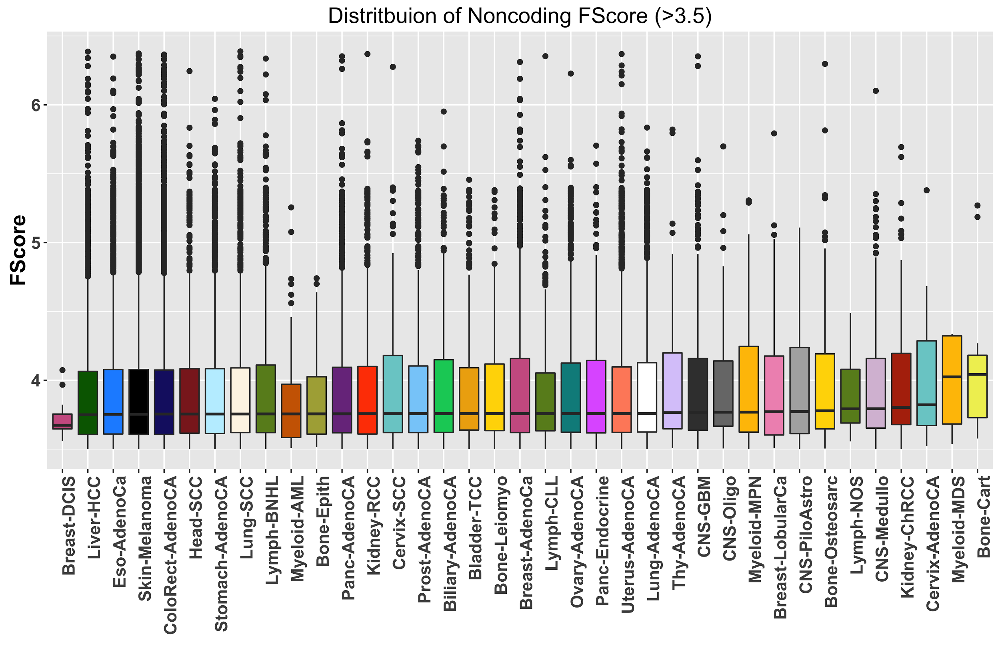 Distritbuion of Noncoding FScore (>3.5)
FScore
6
5
4
Breast-DCIS
Liver-HCC
Eso-AdenoCa
Skin-Melanoma
ColoRect-AdenoCA
Head-SCC
Stomach-AdenoCA
Lung-SCC
Lymph-BNHL
Myeloid-AML
Bone-Epith
Panc-AdenoCA
Kidney-RCC
Cervix-SCC
Prost-AdenoCA
Biliary-AdenoCA
Bladder-TCC
Bone-Leiomyo
Breast-AdenoCa
Lymph-CLL
Ovary-AdenoCA
Panc-Endocrine
Uterus-AdenoCA
Lung-AdenoCA
Thy-AdenoCA
CNS-GBM
CNS-Oligo
Myeloid-MPN
Breast-LobularCa
CNS-PiloAstro
Bone-Osteosarc
Lymph-NOS
CNS-Medullo
Kidney-ChRCC
Cervix-AdenoCA
Myeloid-MDS
Bone-Cart